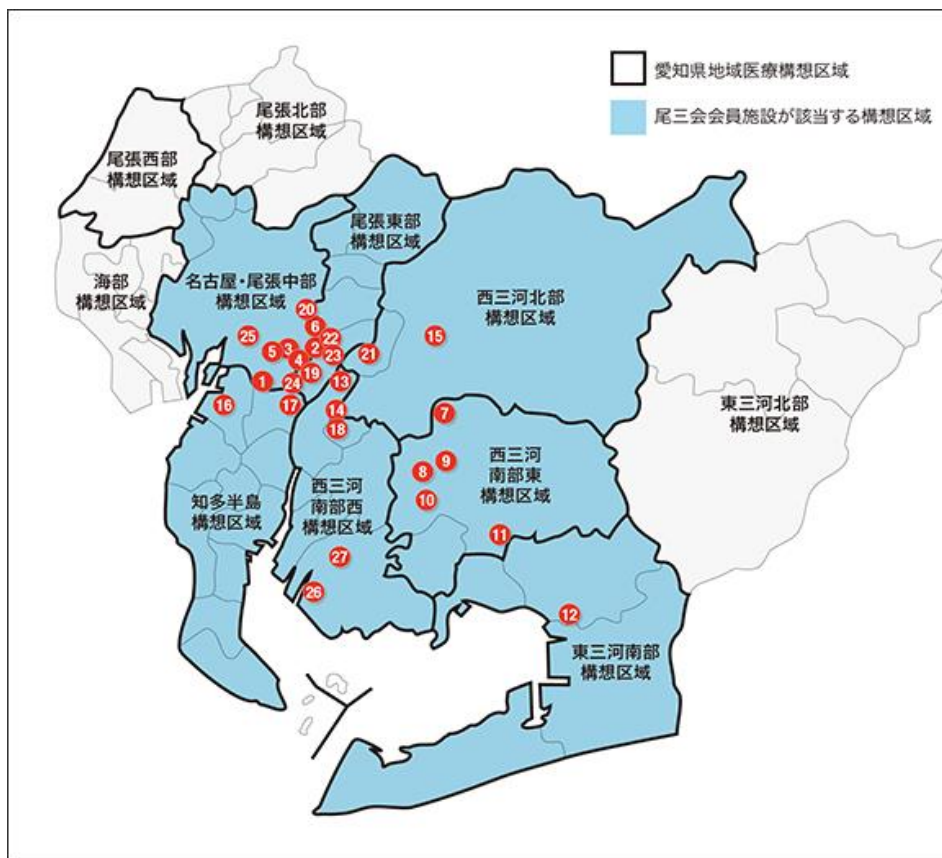 愛知県地域医療構想区域
尾三会会員施設が該当する構想区域
尾張北部
構想区域
尾張西部
構想区域
尾張東部
構想区域
海部
構想区域
名古屋・尾張中部
構想区域
西三河北部
構想区域
20
6
25
22
15
3
2
5
4
23
21
19
1
24
13
16
17
14
18
7
東三河北部
構想区域
9
8
西三河
南部東
構想区域
10
11
知多半島
構想区域
西三河
南部西
構想区域
27
26
12
東三河南部
構想区域